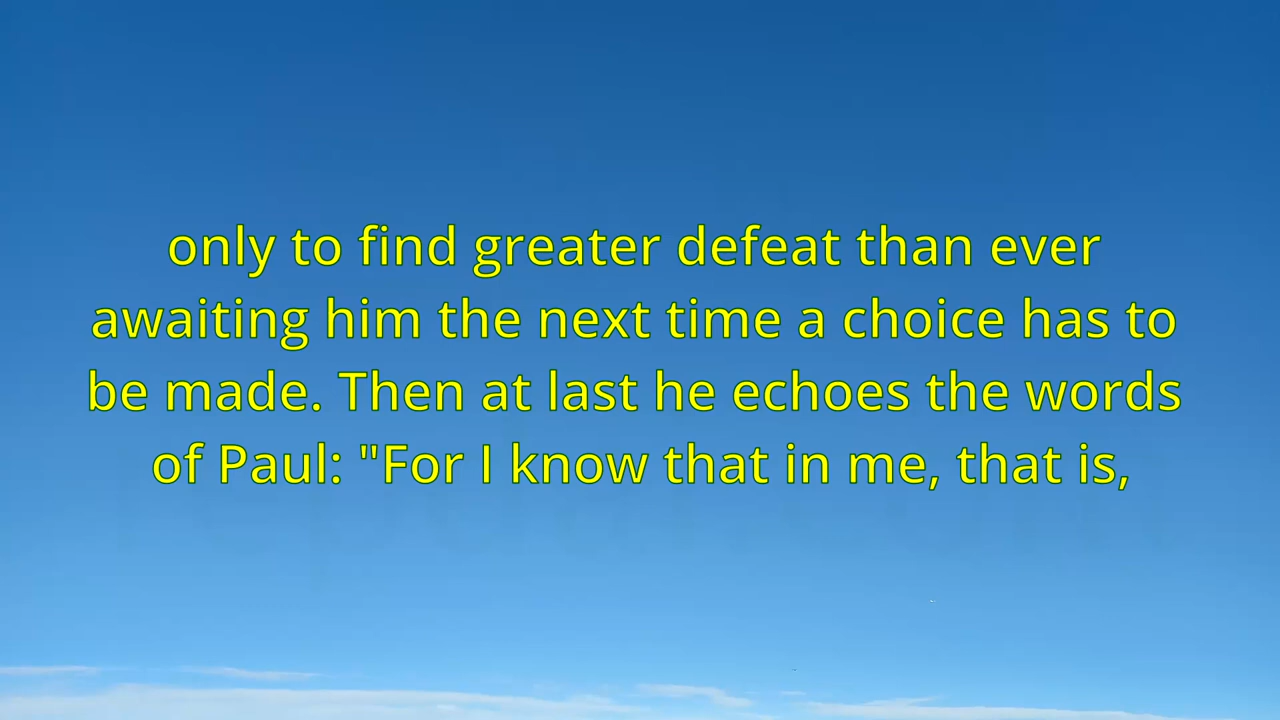 only to find greater defeat than ever
awaiting him the next time a choice has to
be made. Then at last he echoes the words
of Paul: "For I know that in me, that is,